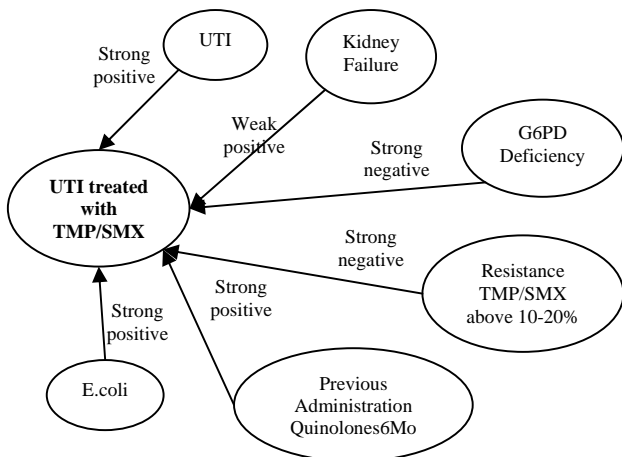 UTI
Kidney
Failure
Strong
positive
Weak
positive
G6PD
Deficiency
Strong
negative
UTI treated
with
TMP/SMX
Strong
negative
Resistance
TMP/SMX
above 10-20%
Strong
positive
Strong
positive
E.coli
Previous
Administration
Quinolones6Mo